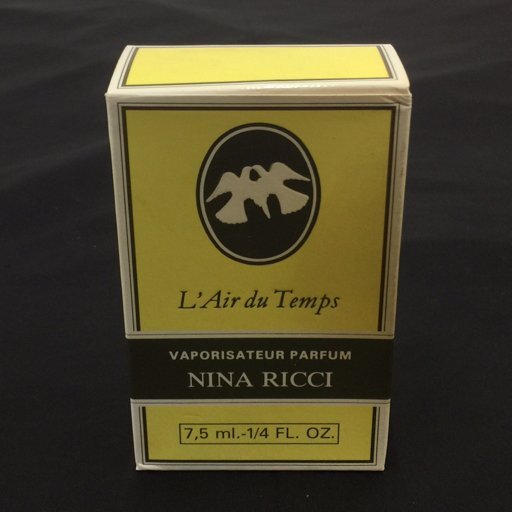 L'Air du Temps
VAPORISATEUR PARFUM
NINA RICCI
7,5 ml.-1/4 FL. OZ.